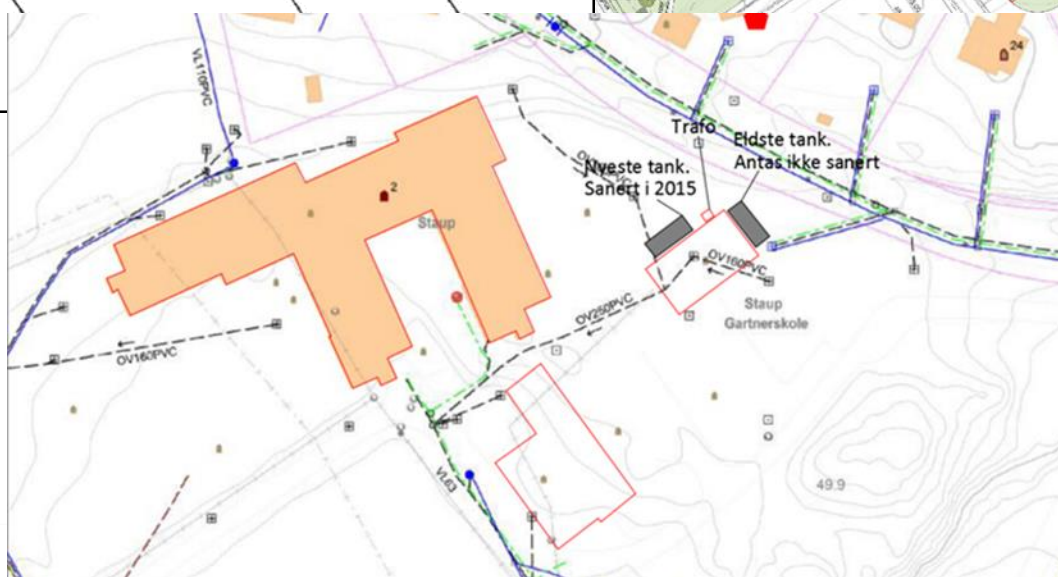 24
VL110PVC
Trafo
Eldste tank.
Antas ikke sanert
Nyeste tank.
Sanert i 2015
2
Staup
OV160PVC
OV250PVC
Staup
Gartnerskole
OV160PVC
VL63
49.9